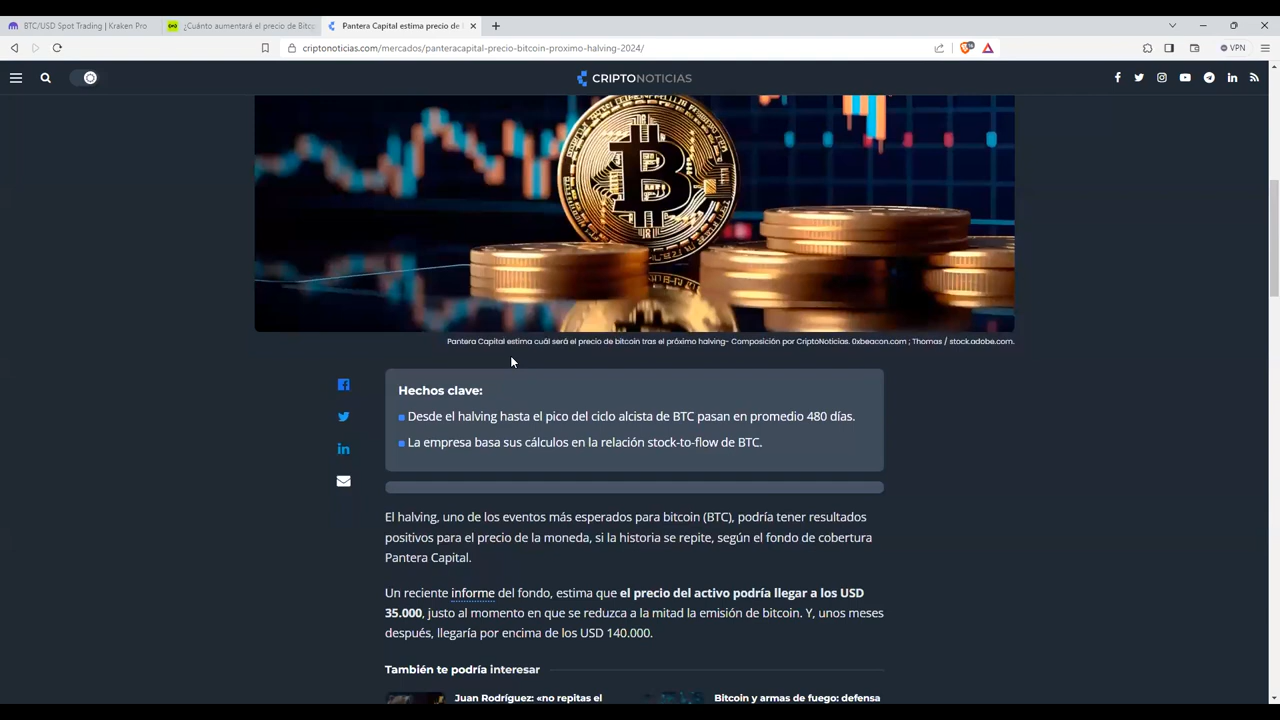 BTC/USD Spot Trading | Kraken Pro
¿Cuánto aumentará el precio de Bitco
Pantera Capital estima precio de
criptonoticias.com/mercados/panteracapital-precio-bitcoin-proximo-halving-2024/
VPN
CRIPTONOTICIAS
Pantera Capital estima cuál será el precio de bitcoin tras el próximo halving- Composición por CriptoNoticias. 0xbeacon.com ; Thomas / stock.adobe.com.
Hechos clave:
Desde el halving hasta el pico del ciclo alcista de BTC pasan en promedio 480 días.
La empresa basa sus cálculos en la relación stock-to-flow de BTC.
El halving, uno de los eventos más esperados para bitcoin (BTC), podría tener resultados
positivos para el precio de la moneda, si la historia se repite, según el fondo de cobertura
Pantera Capital.
Un reciente informe del fondo, estima que el precio del activo podría llegar a los USD
35.000, justo al momento en que se reduzca a la mitad la emisión de bitcoin. Y, unos meses
después, llegaría por encima de los USD 140.000.
También te podría interesar
Juan Rodríguez: «no repitas el
Bitcoin y armas de fuego: defensa